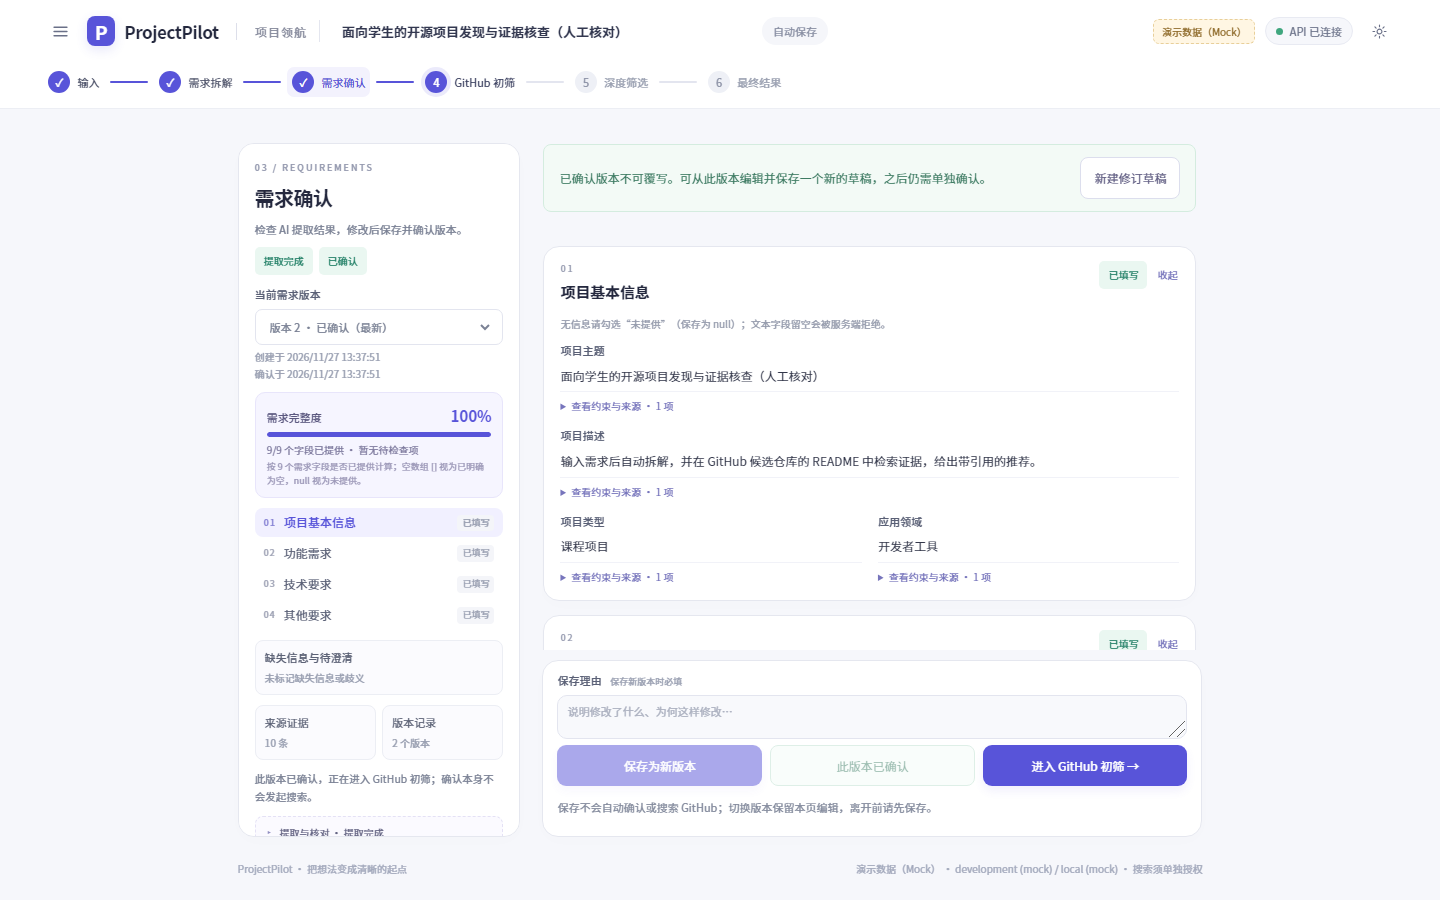 P ProjectPilot 项目领航 面向学生的开源项目发现与证据核查（人工核对） 自动保存 演示数据（Mock） API 已连接
✓ 输入 ✓ 需求拆解 ✓ 需求确认 4 GitHub 初筛 5 深度筛选 6 最终结果
03 / REQUIREMENTS
需求确认
检查 AI 提取结果，修改后保存并确认版本。
提取完成 已确认
当前需求版本
版本 2 · 已确认（最新）
创建于 2026/11/27 13:37:51
确认于 2026/11/27 13:37:51
需求完整度 100%
9/9 个字段已提供 · 暂无待检查项
按 9 个需求字段是否已提供计算；空数组 [] 视为已明确
为空，null 视为未提供。
01 项目基本信息 已填写
02 功能需求 已填写
03 技术要求 已填写
04 其他要求 已填写
缺失信息与待澄清
未标记缺失信息或歧义
来源证据
10 条
版本记录
2 个版本
此版本已确认，正在进入 GitHub 初筛；确认本身不
会发起搜索。
提取与核对 · 提取完成
已确认版本不可覆写。可从此版本编辑并保存一个新的草稿，之后仍需单独确认。 新建修订草稿
01
项目基本信息 已填写 收起
无信息请勾选“未提供”（保存为 null）；文本字段留空会被服务端拒绝。
项目主题
面向学生的开源项目发现与证据核查（人工核对）
▶ 查看约束与来源 · 1 项
项目描述
输入需求后自动拆解，并在 GitHub 候选仓库的 README 中检索证据，给出带引用的推荐。
▶ 查看约束与来源 · 1 项
项目类型 应用领域
课程项目 开发者工具
▶ 查看约束与来源 · 1 项 ▶ 查看约束与来源 · 1 项
02 已填写 收起
保存理由 保存新版本时必填
说明修改了什么、为何这样修改…
保存为新版本 此版本已确认 进入 GitHub 初筛 →
保存不会自动确认或搜索 GitHub；切换版本保留本页编辑，离开前请先保存。
ProjectPilot · 把想法变成清晰的起点 演示数据（Mock） · development (mock) / local (mock) · 搜索须单独授权